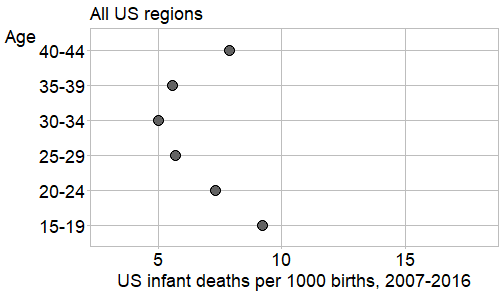 All US regions
Age
40-44
35-39
30-34
25-29
20-24
15-19
5 10 15
US infant deaths per 1000 births, 2007-2016